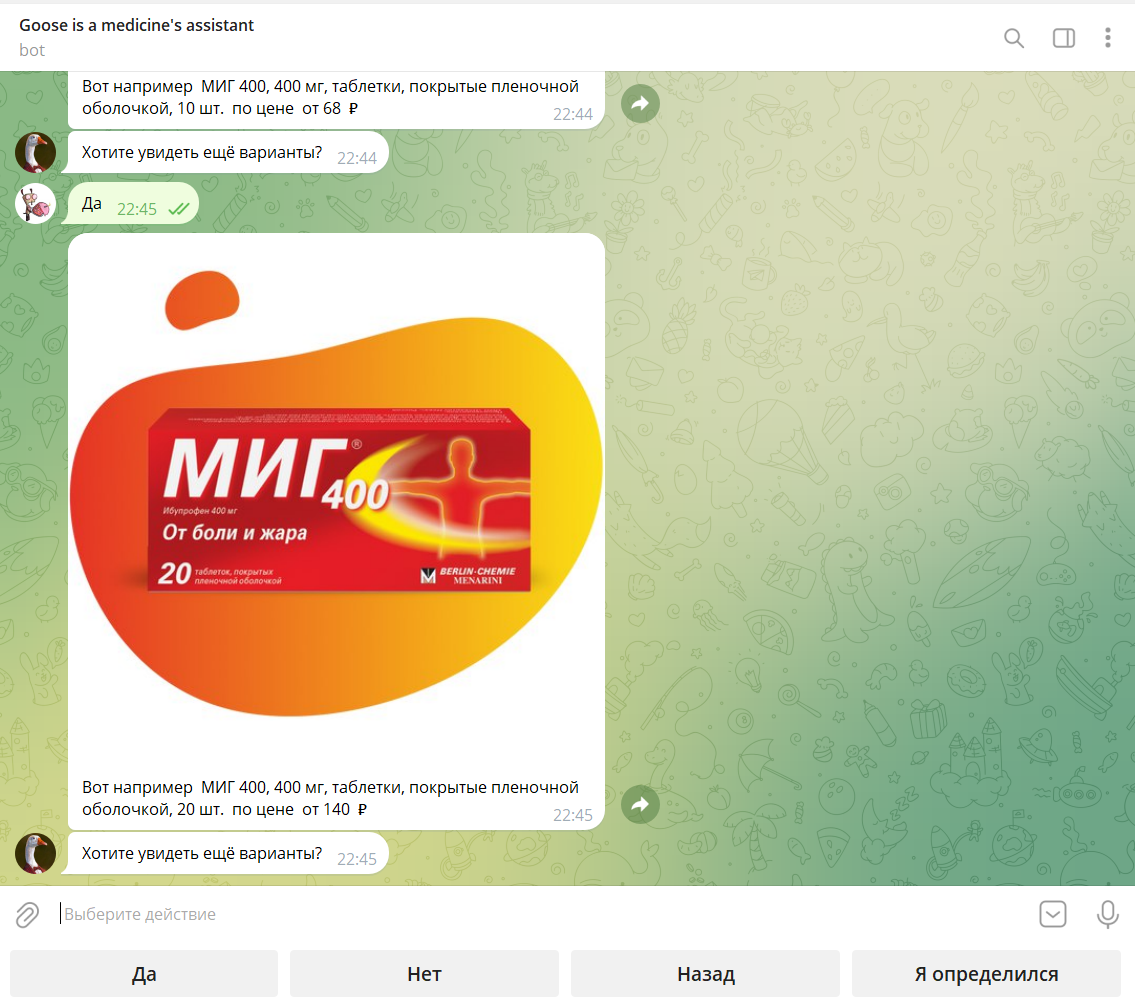 Goose is a medicine's assistant
bot
Вот например МИГ 400, 400 мг, таблетки, покрытые пленочной
оболочкой, 10 шт. по цене от 68 ₽
22:44
Хотите увидеть ещё варианты? 22:44
Да 22:45
МИГ®400
Ибупрофен 400 мг
От боли и жара
20 таблеток, покрытых
пленочной оболочкой
BERLIN-CHEMIE
MENARINI
Вот например МИГ 400, 400 мг, таблетки, покрытые пленочной
оболочкой, 20 шт. по цене от 140 ₽
22:45
Хотите увидеть ещё варианты? 22:45
Выберите действие
Да Нет Назад Я определился